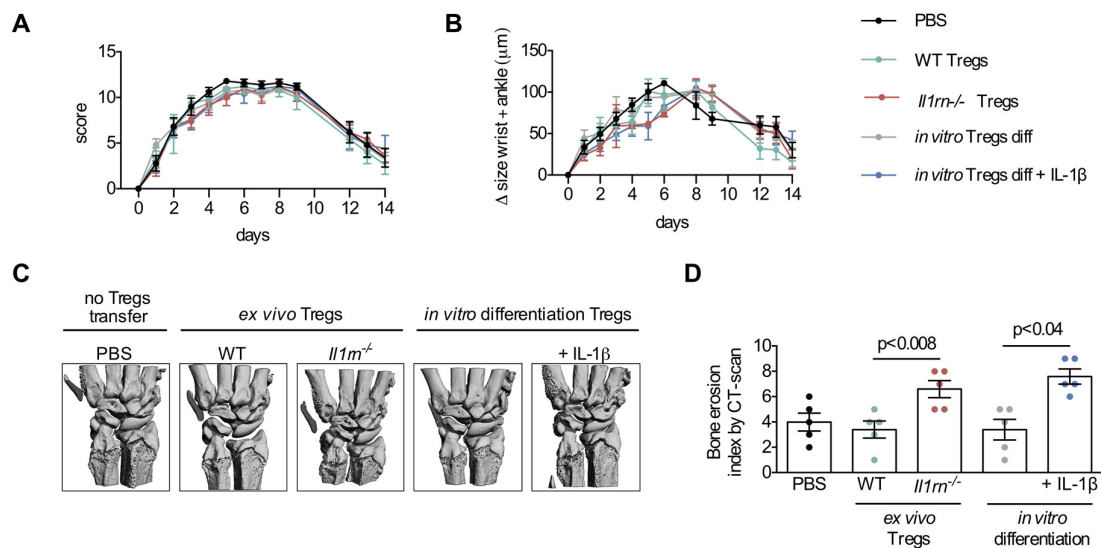 A
score
15
10
5
0
0 2 4 6 8 10 12 14
days
B
Δ size wrist + ankle (μm)
150
100
50
0
0 2 4 6 8 10 12 14
days
PBS
WT Tregs
Il1rn-/- Tregs
in vitro Tregs diff
in vitro Tregs diff + IL-1β
C
no Tregs
transfer
ex vivo Tregs
in vitro differentiation Tregs
PBS
WT
Il1rn-/-
+ IL-1β
D
Bone erosion
index by CT-scan
10
8
6
4
2
0
p<0.008
p<0.04
PBS
WT
Il1rn-/-
+ IL-1β
ex vivo
Tregs
in vitro
differentiation